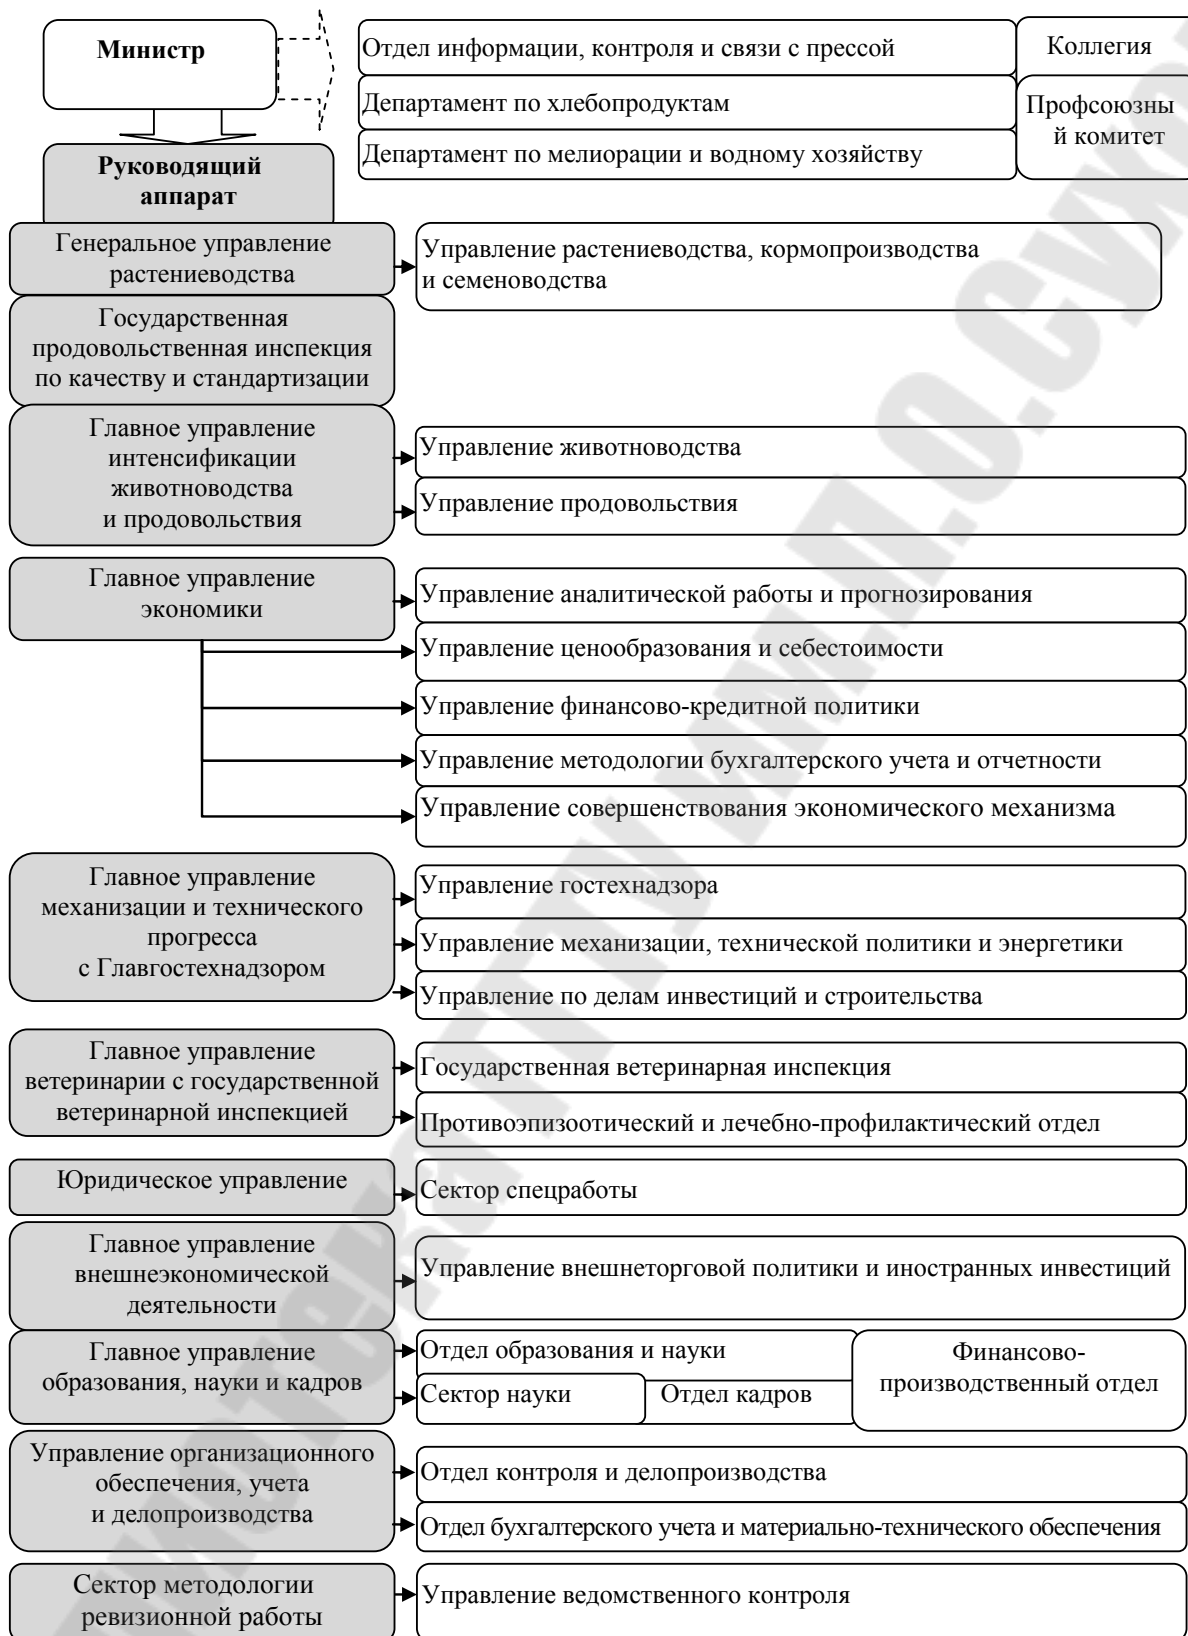 Министр
Отдел информации, контроля и связи с прессой
Коллегия
Департамент по хлебопродуктам
Профсоюзны
й комитет
Департамент по мелиорации и водному хозяйству
Руководящий
аппарат
Генеральное управление
растениеводства
Управление растениеводства, кормопроизводства
и семеноводства
Государственная
продовольственная инспекция
по качеству и стандартизации
Главное управление
интенсификации
животноводства
и продовольствия
Управление животноводства
Управление продовольствия
Главное управление
экономики
Управление аналитической работы и прогнозирования
Управление ценообразования и себестоимости
Управление финансово-кредитной политики
Управление методологии бухгалтерского учета и отчетности
Управление совершенствования экономического механизма
Главное управление
механизации и технического
прогресса
с Главгостехнадзором
Управление гостехнадзора
Управление механизации, технической политики и энергетики
Управление по делам инвестиций и строительства
Главное управление
ветеринарии с государственной
ветеринарной инспекцией
Государственная ветеринарная инспекция
Противоэпизоотический и лечебно-профилактический отдел
Юридическое управление
Сектор спецработы
Главное управление
внешнеэкономической
деятельности
Управление внешнеторговой политики и иностранных инвестиций
Главное управление
образования, науки и кадров
Отдел образования и науки
Сектор науки
Отдел кадров
Финансово-
производственный отдел
Управление организационного
обеспечения, учета
и делопроизводства
Отдел контроля и делопроизводства
Отдел бухгалтерского учета и материально-технического обеспечения
Сектор методологии
ревизионной работы
Управление ведомственного контроля